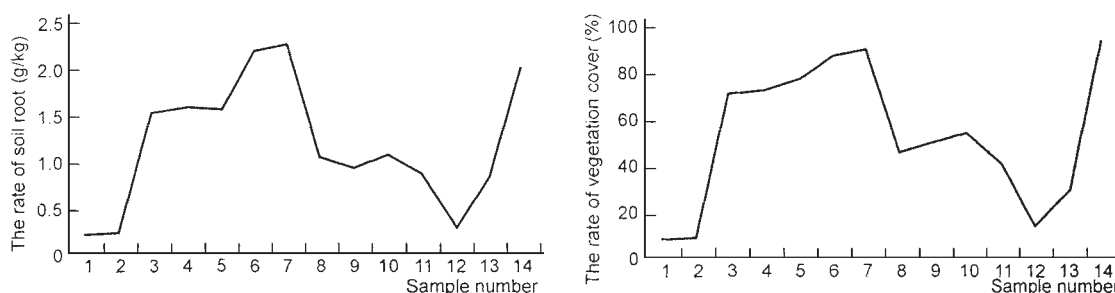 The rate of soil root (g/kg)
2.5
2.0
1.5
1.0
0.5
0
1 2 3 4 5 6 7 8 9 10 11 12 13 14
Sample number
The rate of vegetation cover (%)
100
80
60
40
20
0
1 2 3 4 5 6 7 8 9 10 11 12 13 14
Sample number